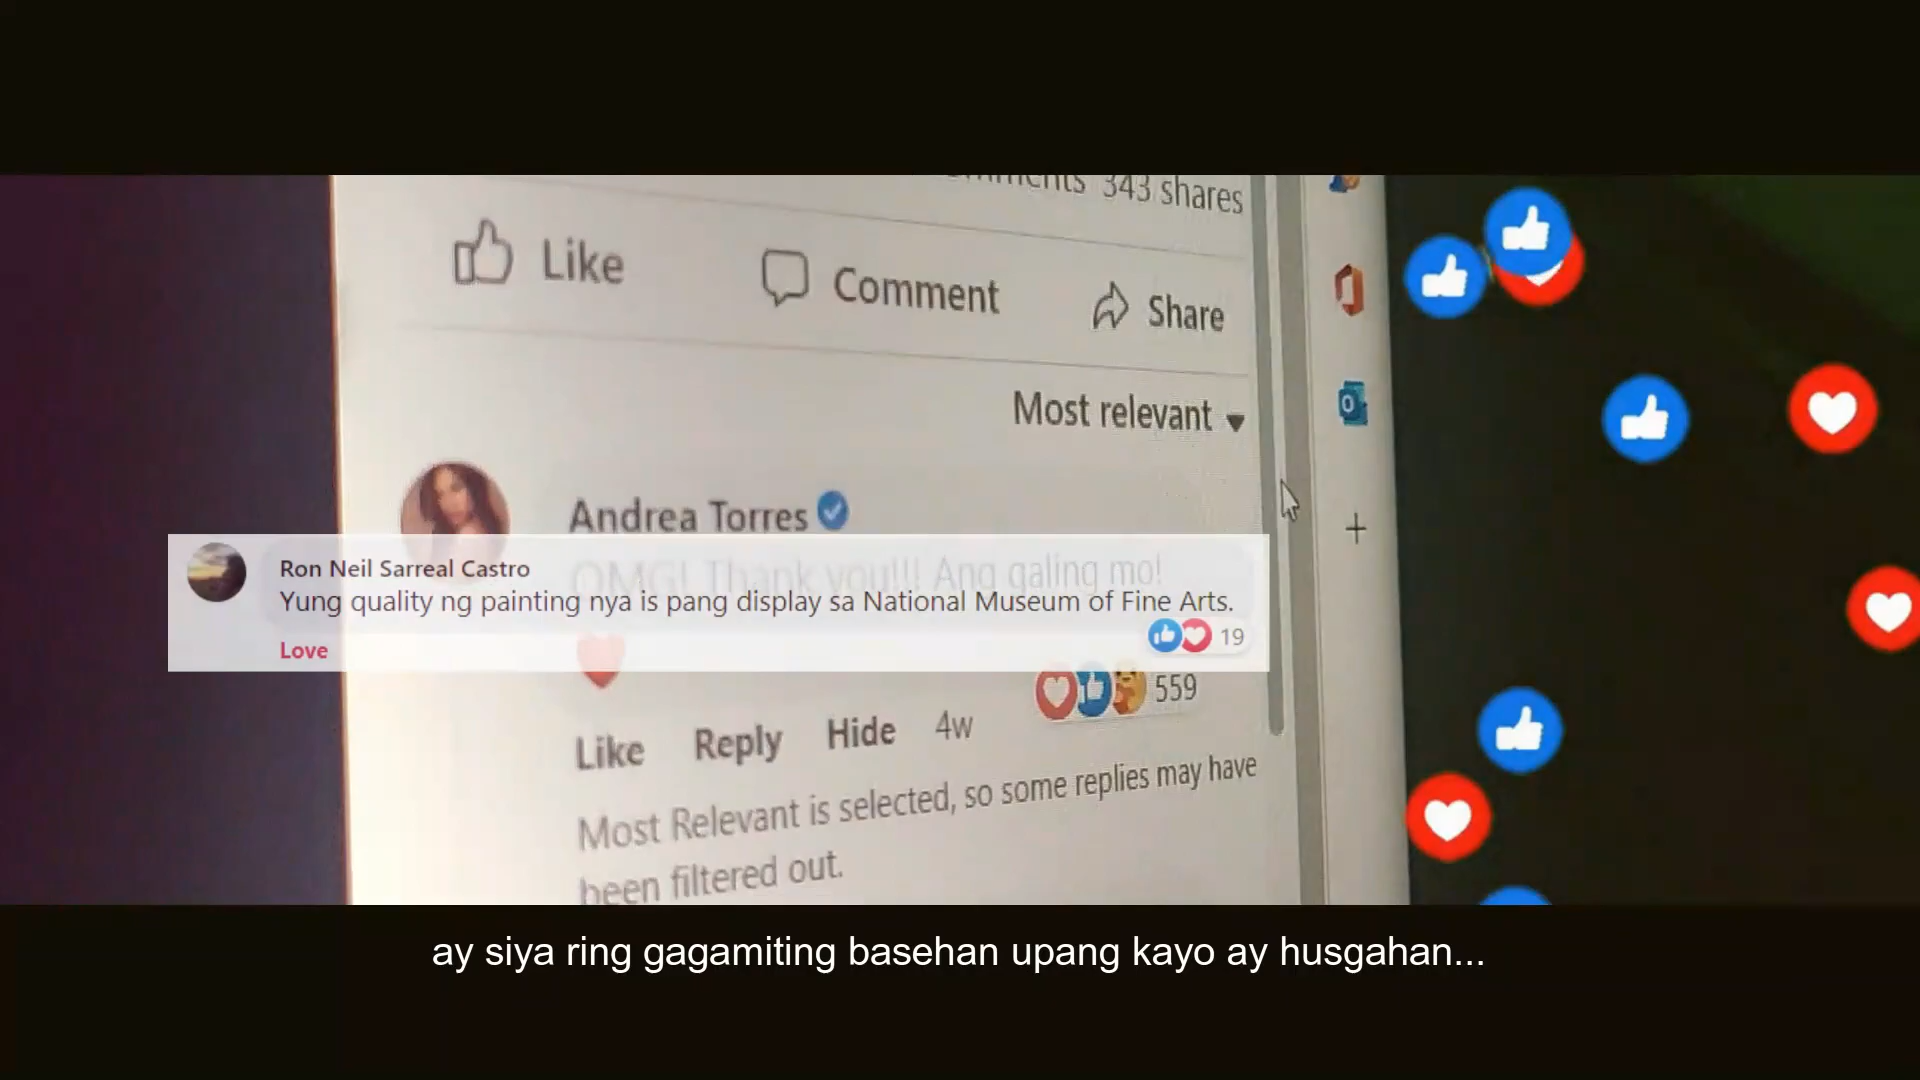 343 shares
Like
Comment
Share
Most relevant
Andrea Torres
OMG! Thank you!!! Ang galing mo!
Ron Neil Sarreal Castro
Yung quality ng painting nya is pang display sa National Museum of Fine Arts.
Love
19
559
Like Reply Hide 4w
Most Relevant is selected, so some replies may have
been filtered out.
ay siya ring gagamiting basehan upang kayo ay husgahan...